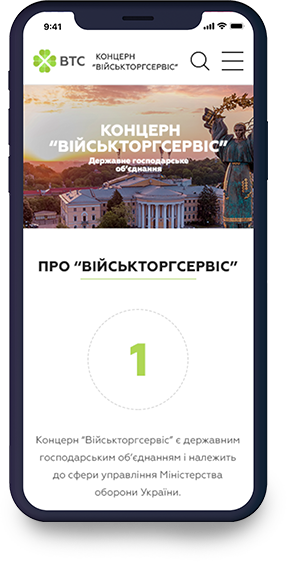 9:41
ВТС
КОНЦЕРН
“ВІЙСЬКТОРГСЕРВІС”
КОНЦЕРН
“ВІЙСЬКТОРГСЕРВІС”
Державне господарське
об’єднання
ПРО “ВІЙСЬКТОРГСЕРВІС”
1
Концерн “Військторгсервіс” є державним
господарським об’єднанням і належить
до сфери управління Міністерства
оборони України.